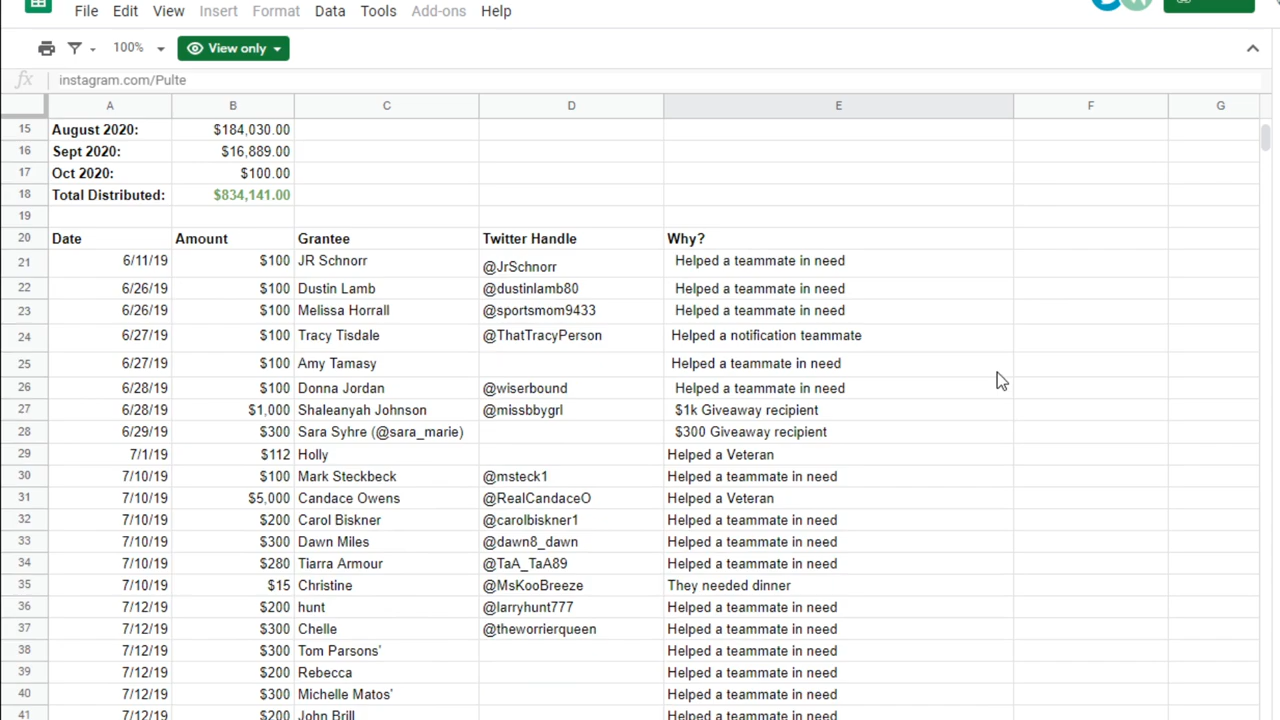 File Edit View Insert Format Data Tools Add-ons Help
100% View only
fx instagram.com/Pulte
A B C D E F G
15 August 2020: $184,030.00
16 Sept 2020: $16,889.00
17 Oct 2020: $100.00
18 Total Distributed: $834,141.00
19
20 Date Amount Grantee Twitter Handle Why?
21 6/11/19 $100 JR Schnorr @JrSchnorr Helped a teammate in need
22 6/26/19 $100 Dustin Lamb @dustinlamb80 Helped a teammate in need
23 6/26/19 $100 Melissa Horrall @sportsmom9433 Helped a teammate in need
24 6/27/19 $100 Tracy Tisdale @ThatTracyPerson Helped a notification teammate
25 6/27/19 $100 Amy Tamasy Helped a teammate in need
26 6/28/19 $100 Donna Jordan @wiserbound Helped a teammate in need
27 6/28/19 $1,000 Shaleanyah Johnson @missbbygrl $1k Giveaway recipient
28 6/29/19 $300 Sara Syhre (@sara_marie) $300 Giveaway recipient
29 7/1/19 $112 Holly Helped a Veteran
30 7/10/19 $100 Mark Steckbeck @msteck1 Helped a teammate in need
31 7/10/19 $5,000 Candace Owens @RealCandaceO Helped a Veteran
32 7/10/19 $200 Carol Biskner @carolbiskner1 Helped a teammate in need
33 7/10/19 $300 Dawn Miles @dawn8_dawn Helped a teammate in need
34 7/10/19 $280 Tiarra Armour @TaA_TaA89 Helped a teammate in need
35 7/10/19 $15 Christine @MsKooBreeze They needed dinner
36 7/12/19 $200 hunt @larryhunt777 Helped a teammate in need
37 7/12/19 $300 Chelle @theworrierqueen Helped a teammate in need
38 7/12/19 $300 Tom Parsons' Helped a teammate in need
39 7/12/19 $200 Rebecca Helped a teammate in need
40 7/12/19 $300 Michelle Matos' Helped a teammate in need
41 7/12/19 $200 John Brill Helped a teammate in need